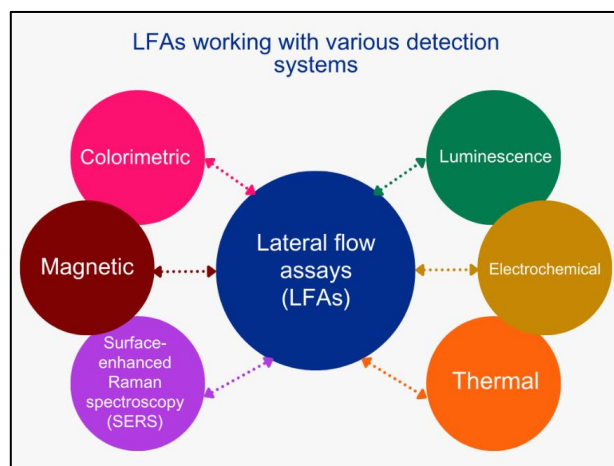 LFAs working with various detection
systems
Colorimetric
Luminescence
Magnetic
Lateral flow
assays
(LFAs)
Electrochemical
Surface-
enhanced
Raman
spectroscopy
(SERS)
Thermal